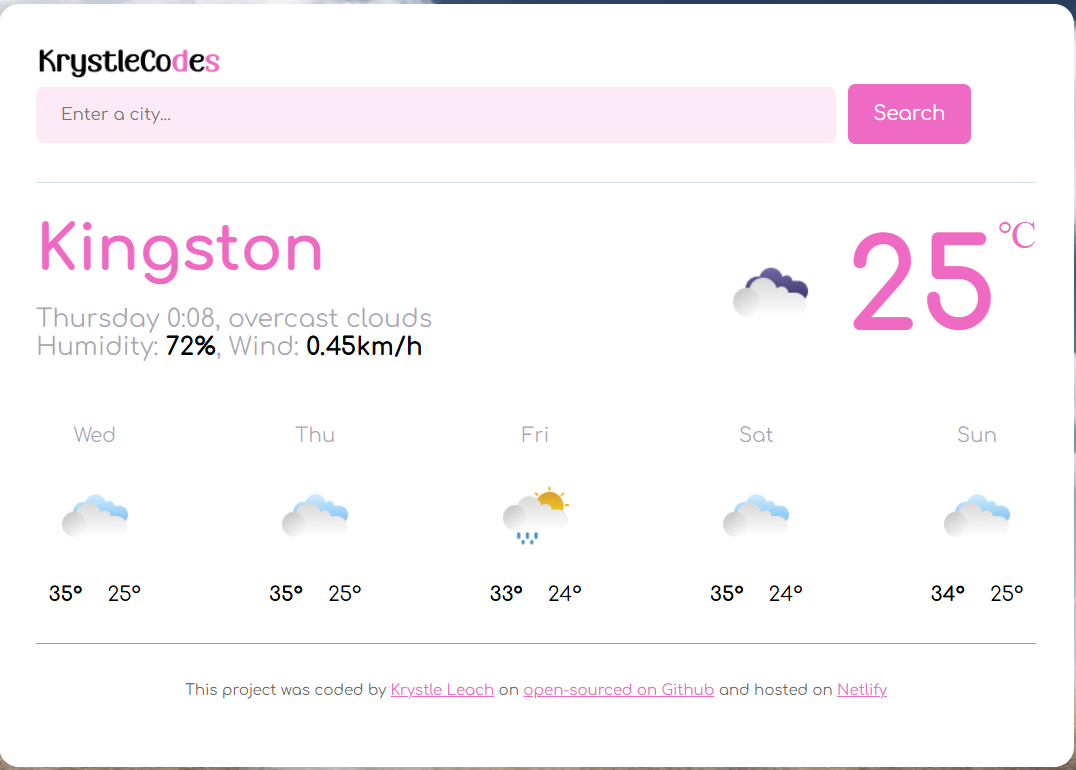 KrystleCodes
Enter a city...
Search
Kingston
25
°C
Thursday 0:08, overcast clouds
Humidity: 72%, Wind: 0.45km/h
Wed Thu Fri Sat Sun
35° 25° 35° 25° 33° 24° 35° 24° 34° 25°
This project was coded by Krystle Leach on open-sourced on Github and hosted on Netlify